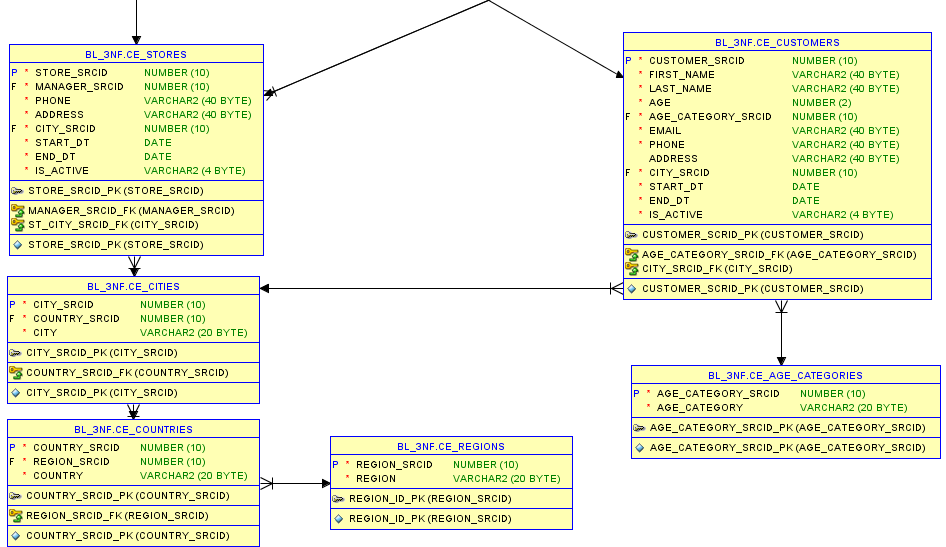 BL_3NF.CE_STORES
P * STORE_SRCID NUMBER (10)
F * MANAGER_SRCID NUMBER (10)
* PHONE VARCHAR2 (40 BYTE)
* ADDRESS VARCHAR2 (40 BYTE)
F * CITY_SRCID NUMBER (10)
* START_DT DATE
* END_DT DATE
* IS_ACTIVE VARCHAR2 (4 BYTE)
STORE_SRCID_PK (STORE_SRCID)
MANAGER_SRCID_FK (MANAGER_SRCID)
ST_CITY_SRCID_FK (CITY_SRCID)
STORE_SRCID_PK (STORE_SRCID)
BL_3NF.CE_CUSTOMERS
P * CUSTOMER_SRCID NUMBER (10)
* FIRST_NAME VARCHAR2 (40 BYTE)
* LAST_NAME VARCHAR2 (40 BYTE)
* AGE NUMBER (2)
F * AGE_CATEGORY_SRCID NUMBER (10)
* EMAIL VARCHAR2 (40 BYTE)
* PHONE VARCHAR2 (40 BYTE)
ADDRESS VARCHAR2 (40 BYTE)
F * CITY_SRCID NUMBER (10)
* START_DT DATE
* END_DT DATE
* IS_ACTIVE VARCHAR2 (4 BYTE)
CUSTOMER_SCRID_PK (CUSTOMER_SRCID)
AGE_CATEGORY_SRCID_FK (AGE_CATEGORY_SRCID)
CITY_SRCID_FK (CITY_SRCID)
CUSTOMER_SCRID_PK (CUSTOMER_SRCID)
BL_3NF.CE_CITIES
P * CITY_SRCID NUMBER (10)
F * COUNTRY_SRCID NUMBER (10)
* CITY VARCHAR2 (20 BYTE)
CITY_SRCID_PK (CITY_SRCID)
COUNTRY_SRCID_FK (COUNTRY_SRCID)
CITY_SRCID_PK (CITY_SRCID)
BL_3NF.CE_AGE_CATEGORIES
P * AGE_CATEGORY_SRCID NUMBER (10)
* AGE_CATEGORY VARCHAR2 (20 BYTE)
AGE_CATEGORY_SRCID_PK (AGE_CATEGORY_SRCID)
AGE_CATEGORY_SRCID_PK (AGE_CATEGORY_SRCID)
BL_3NF.CE_COUNTRIES
P * COUNTRY_SRCID NUMBER (10)
F * REGION_SRCID NUMBER (10)
* COUNTRY VARCHAR2 (20 BYTE)
COUNTRY_SRCID_PK (COUNTRY_SRCID)
REGION_SRCID_FK (REGION_SRCID)
COUNTRY_SRCID_PK (COUNTRY_SRCID)
BL_3NF.CE_REGIONS
P * REGION_SRCID NUMBER (10)
* REGION VARCHAR2 (20 BYTE)
REGION_ID_PK (REGION_SRCID)
REGION_ID_PK (REGION_SRCID)